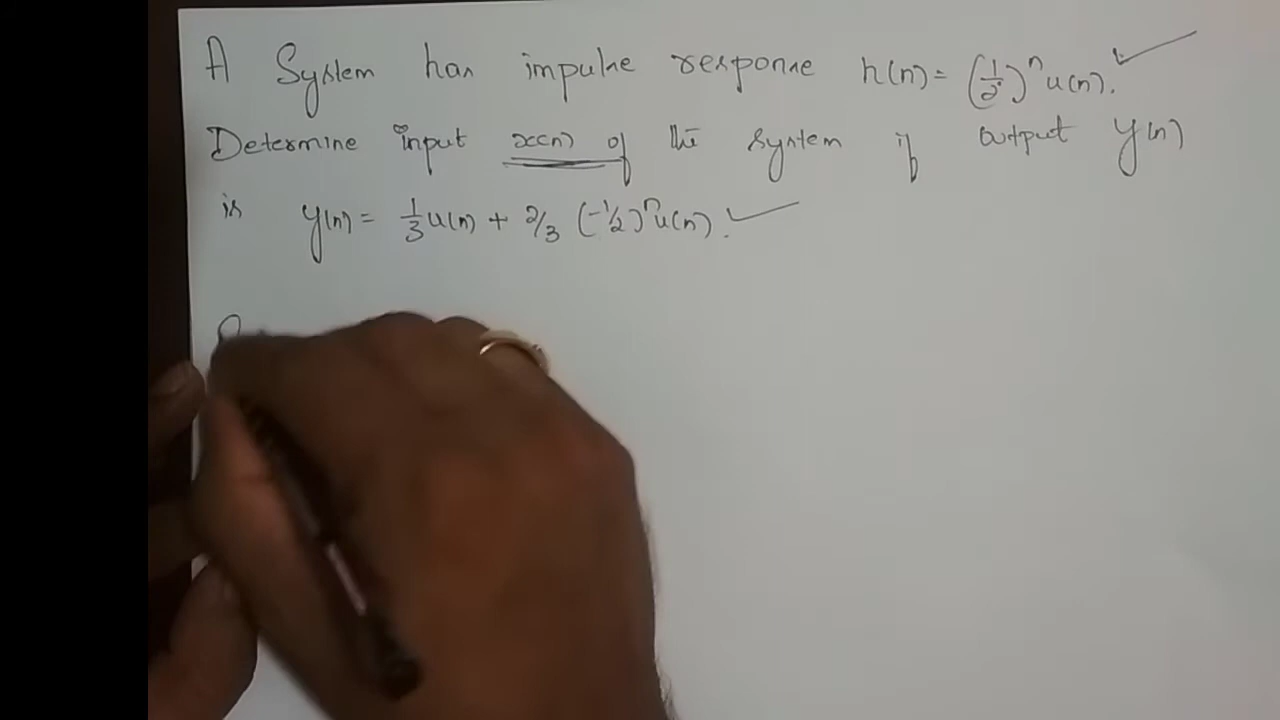 A System has impulse response h(n) = (1/2)^n u(n).
Determine input x(n) of the system if output y(n)
is y(n) = 1/3 u(n) + 2/3 (-1/2)^n u(n).